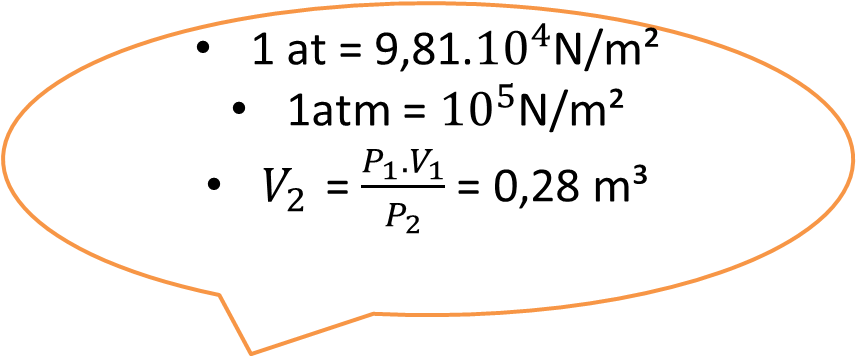 • 1 at = 9,81.10⁴N/m²
• 1atm = 10⁵N/m²
• V₂ = P₁.V₁/P₂ = 0,28 m³